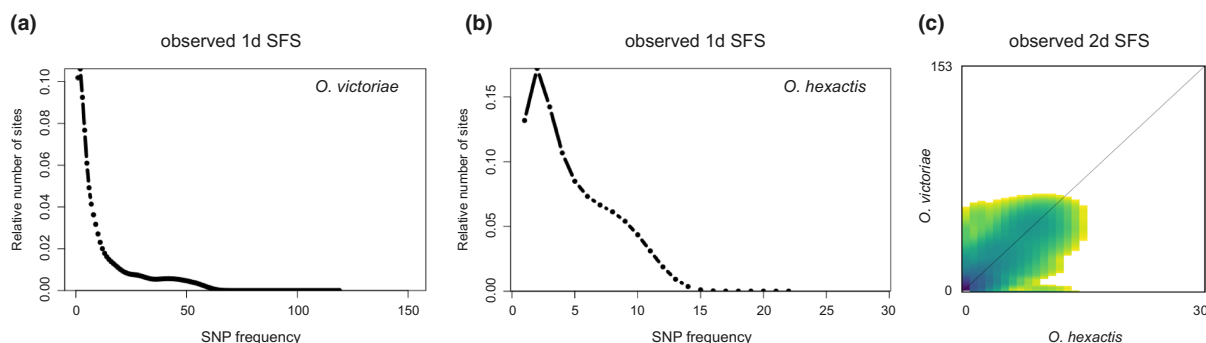 (a)
observed 1d SFS
O. victoriae
Relative number of sites
0.10
0.08
0.06
0.04
0.02
0.00
0
50
100
150
SNP frequency
(b)
observed 1d SFS
O. hexactis
Relative number of sites
0.15
0.10
0.05
0.00
0
5
10
15
20
25
30
SNP frequency
(c)
observed 2d SFS
153
O. victoriae
0
0
30
O. hexactis